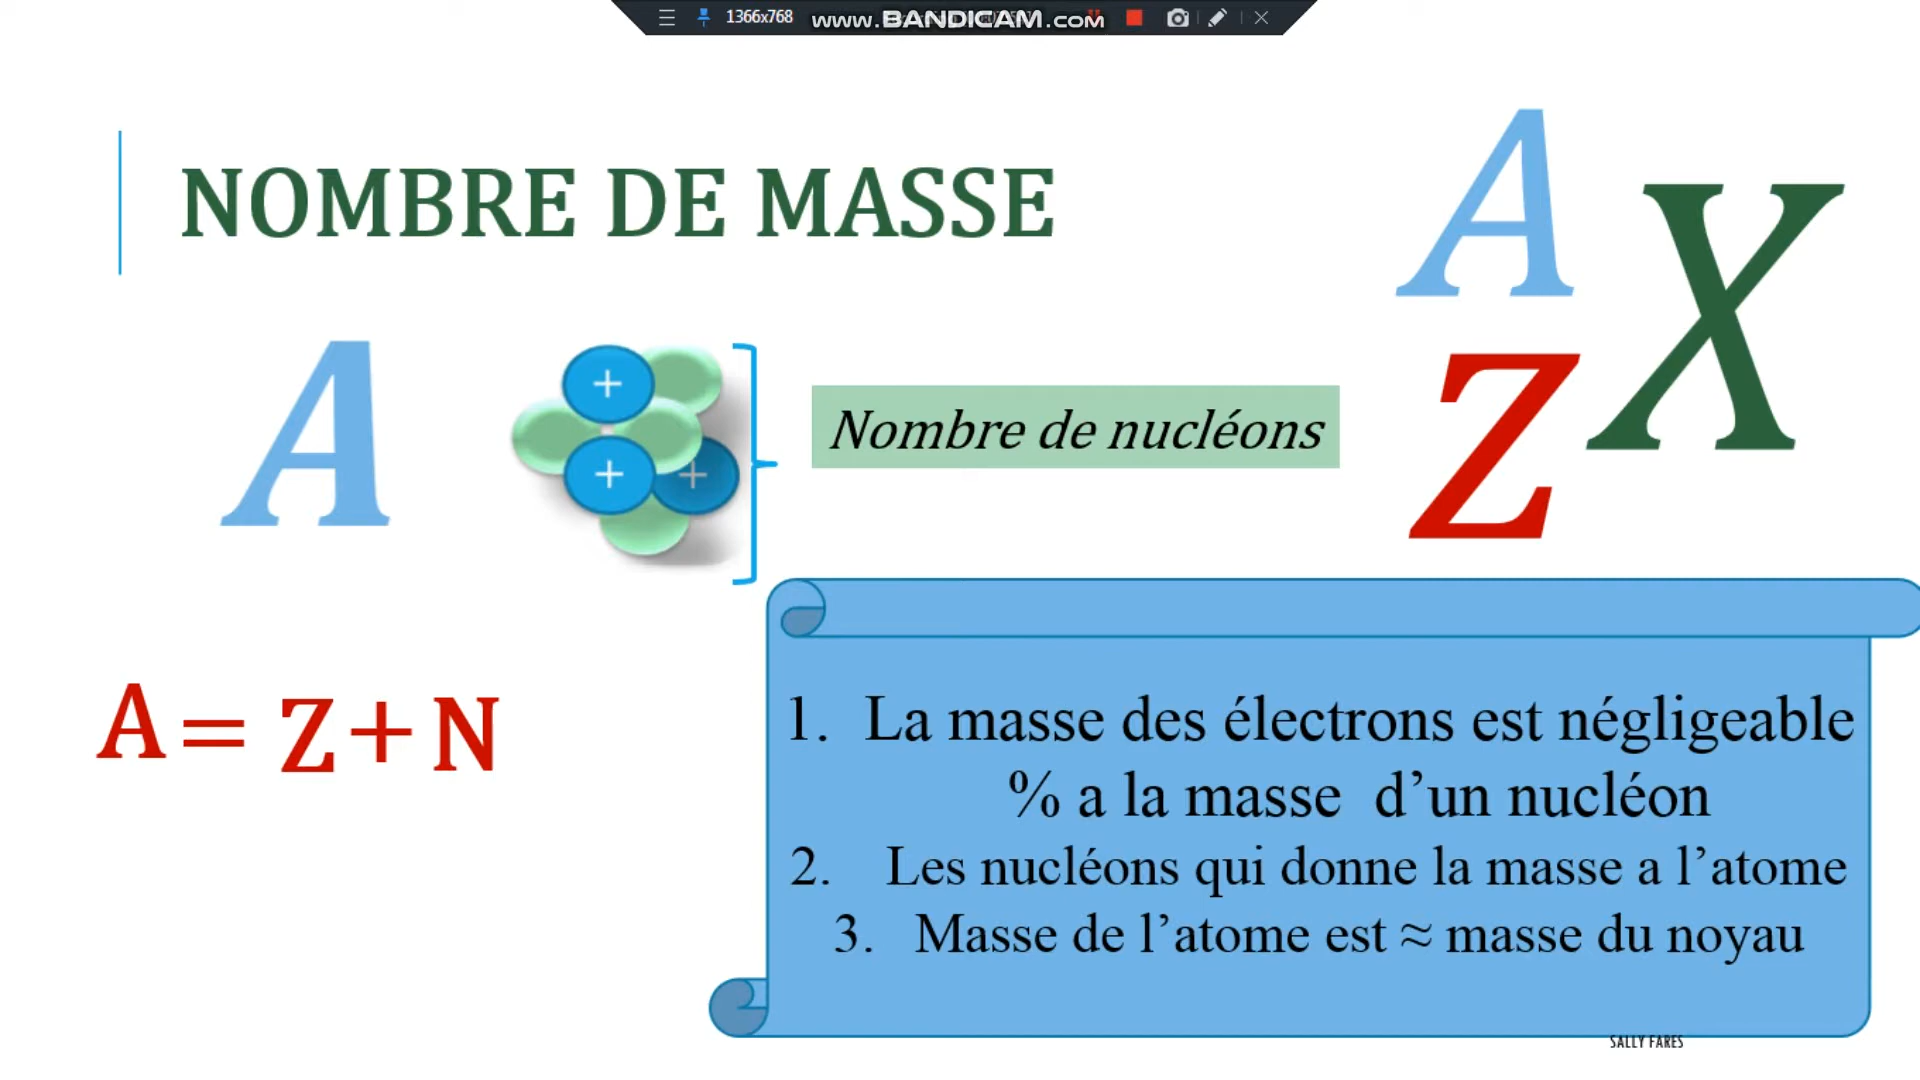 1366x768
www.BANDICAM.com
NOMBRE DE MASSE
A
Z
X
A
+
+
+
Nombre de nucléons
A = Z + N
1. La masse des électrons est négligeable
% a la masse d’un nucléon
2. Les nucléons qui donne la masse a l’atome
3. Masse de l’atome est ≈ masse du noyau
SALLY FARES